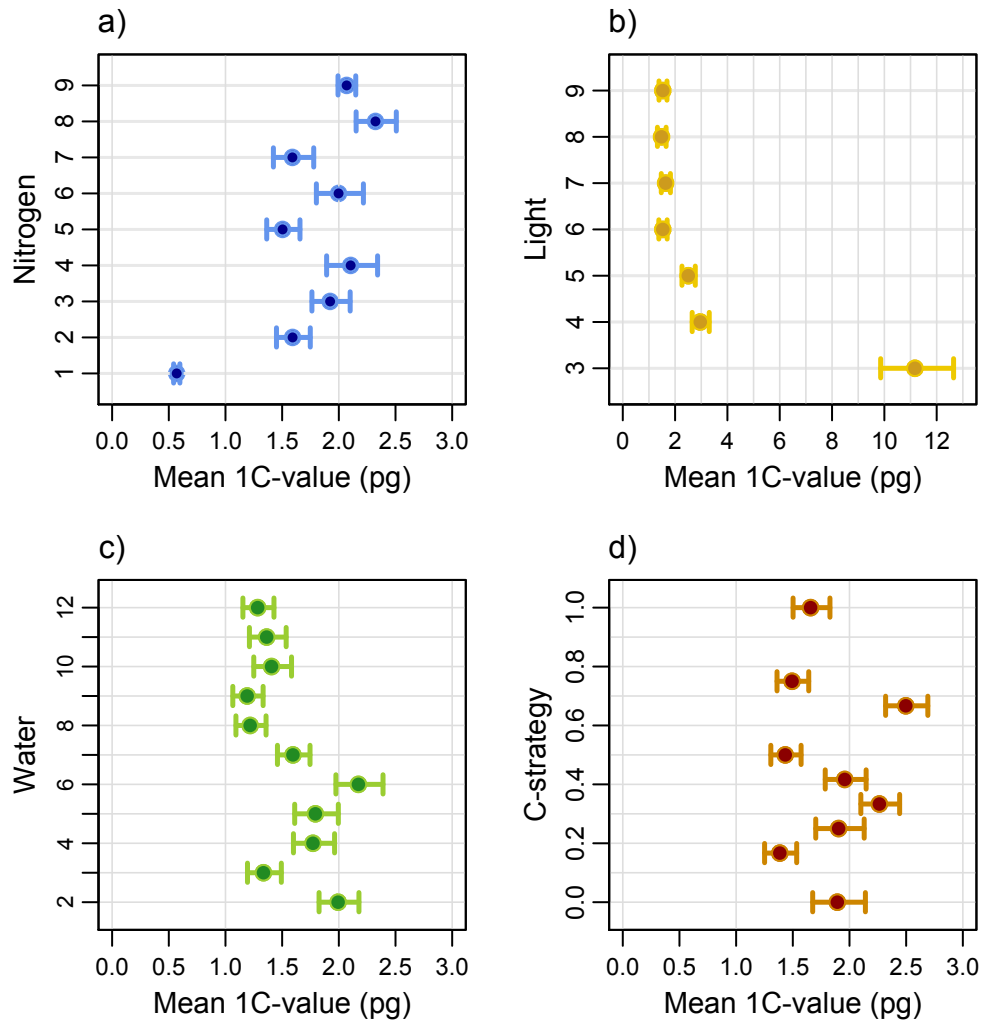 a)
Nitrogen
9
8
7
6
5
4
3
2
1
0.0 0.5 1.0 1.5 2.0 2.5 3.0
Mean 1C-value (pg)
b)
Light
9
8
7
6
5
4
3
0 2 4 6 8 10 12
Mean 1C-value (pg)
c)
Water
12
10
8
6
4
2
0.0 0.5 1.0 1.5 2.0 2.5 3.0
Mean 1C-value (pg)
d)
C-strategy
1.0
0.8
0.6
0.4
0.2
0.0
0.0 0.5 1.0 1.5 2.0 2.5 3.0
Mean 1C-value (pg)